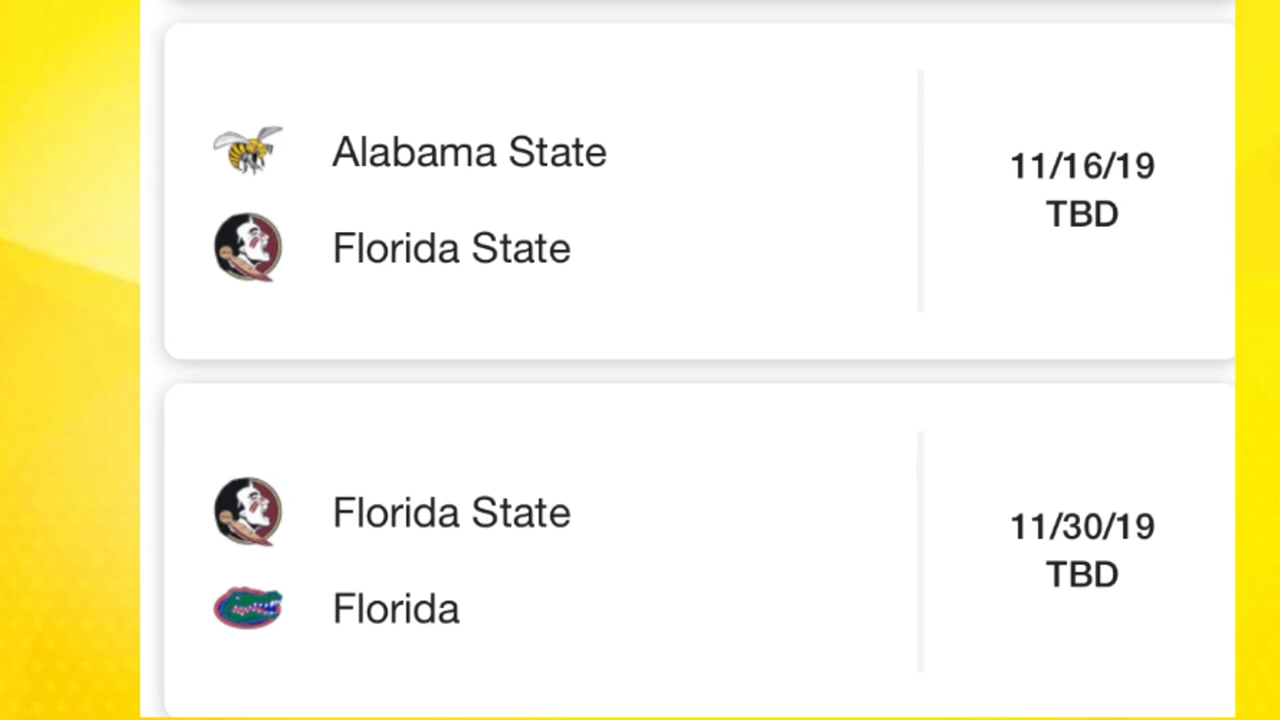 Alabama State
Florida State
11/16/19
TBD
Florida State
Florida
11/30/19
TBD